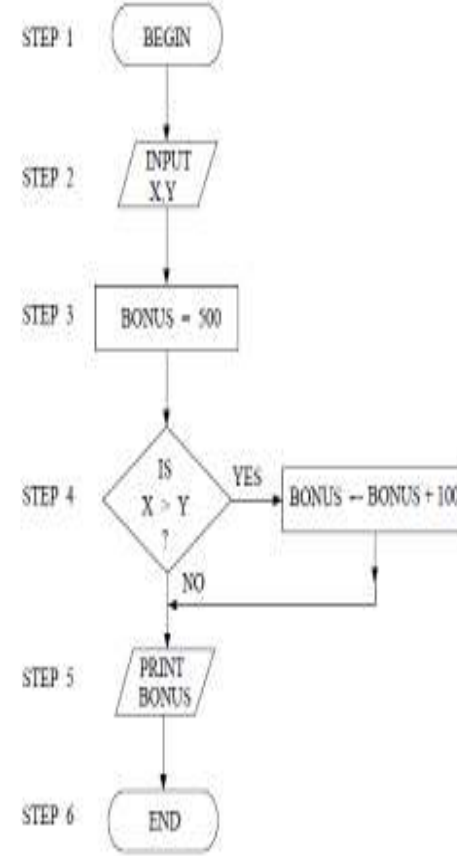 STEP 1
BEGIN
STEP 2
INPUT
X,Y
STEP 3
BONUS = 500
STEP 4
IS
X > Y
?
YES
BONUS ← BONUS + 100
NO
STEP 5
PRINT
BONUS
STEP 6
END